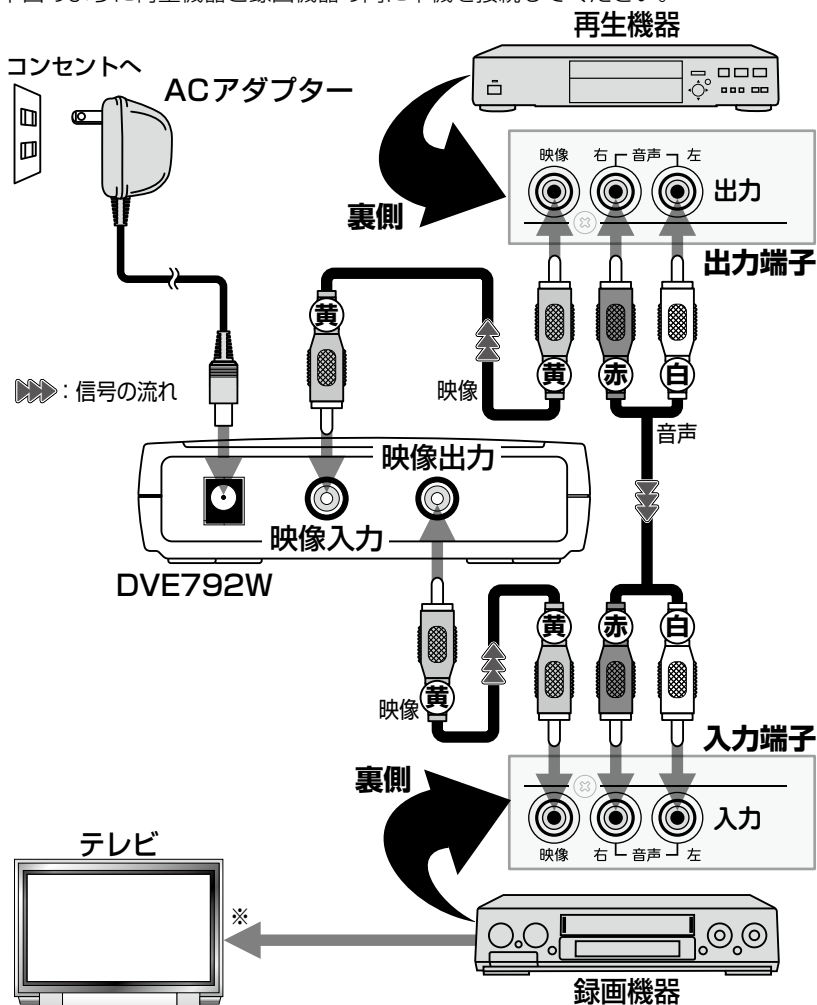 再生機器
コンセントへ
ACアダプター
映像 右 音声 左
出力
裏側
出力端子
黄
黄 赤 白
映像
：信号の流れ
音声
映像出力
映像入力
DVE792W
黄 赤 白
黄
映像
入力端子
裏側
入力
映像 右 音声 左
テレビ
※
録画機器